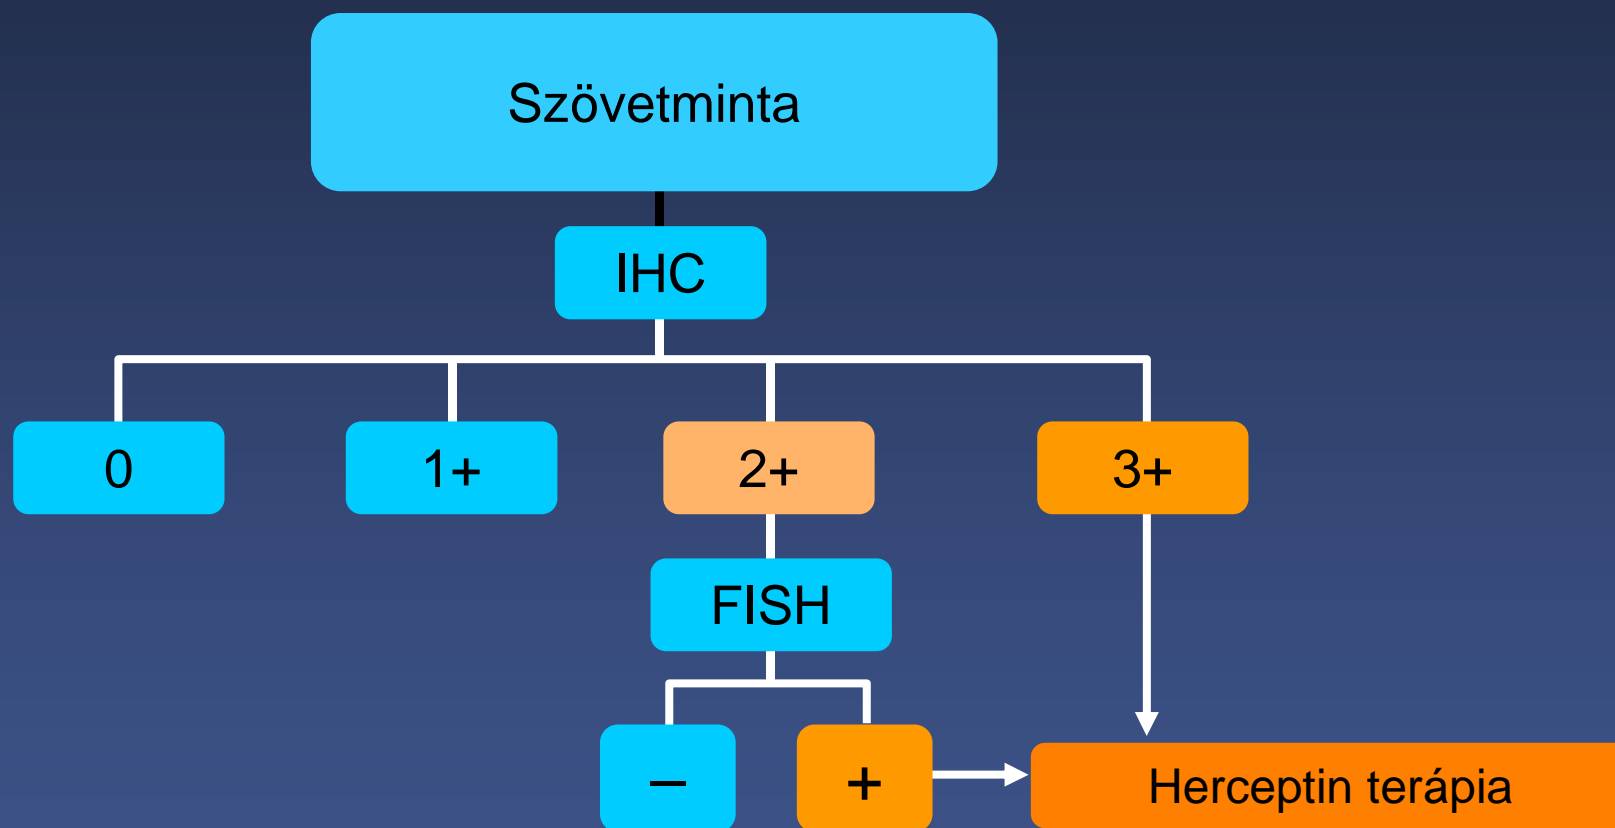 Szövetminta
IHC
0
1+
2+
3+
FISH
–
+
Herceptin terápia